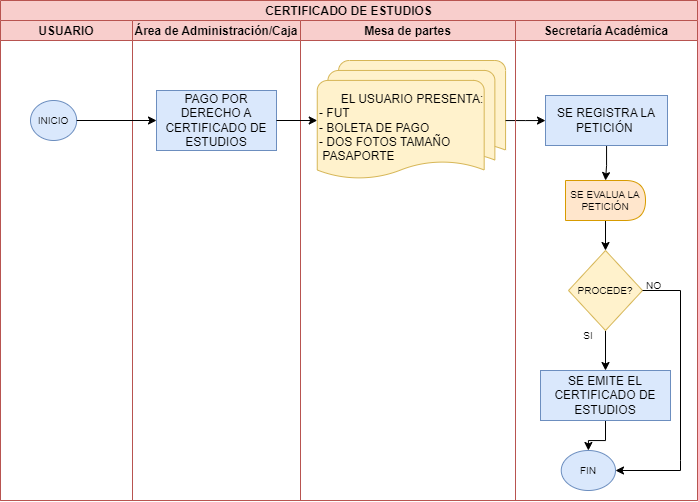 CERTIFICADO DE ESTUDIOS
USUARIO
Área de Administración/Caja
Mesa de partes
Secretaría Académica
INICIO
PAGO POR
DERECHO A
CERTIFICADO DE
ESTUDIOS
EL USUARIO PRESENTA:
- FUT
- BOLETA DE PAGO
- DOS FOTOS TAMAÑO
PASAPORTE
SE REGISTRA LA
PETICIÓN
SE EVALUA LA
PETICIÓN
PROCEDE?
NO
SI
SE EMITE EL
CERTIFICADO DE
ESTUDIOS
FIN